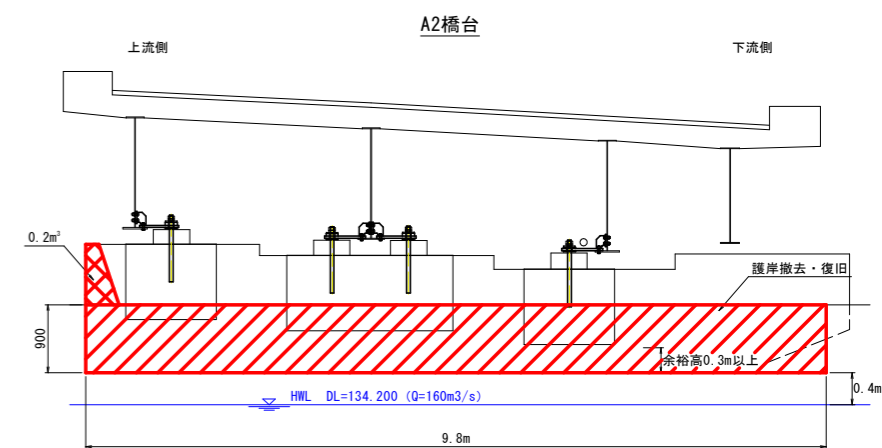 A2橋台
上流側
下流側
0.2m³
護岸撤去・復旧
900
余裕高0.3m以上
0.4m
HWL DL=134.200 (Q=160m3/s)
9.8m